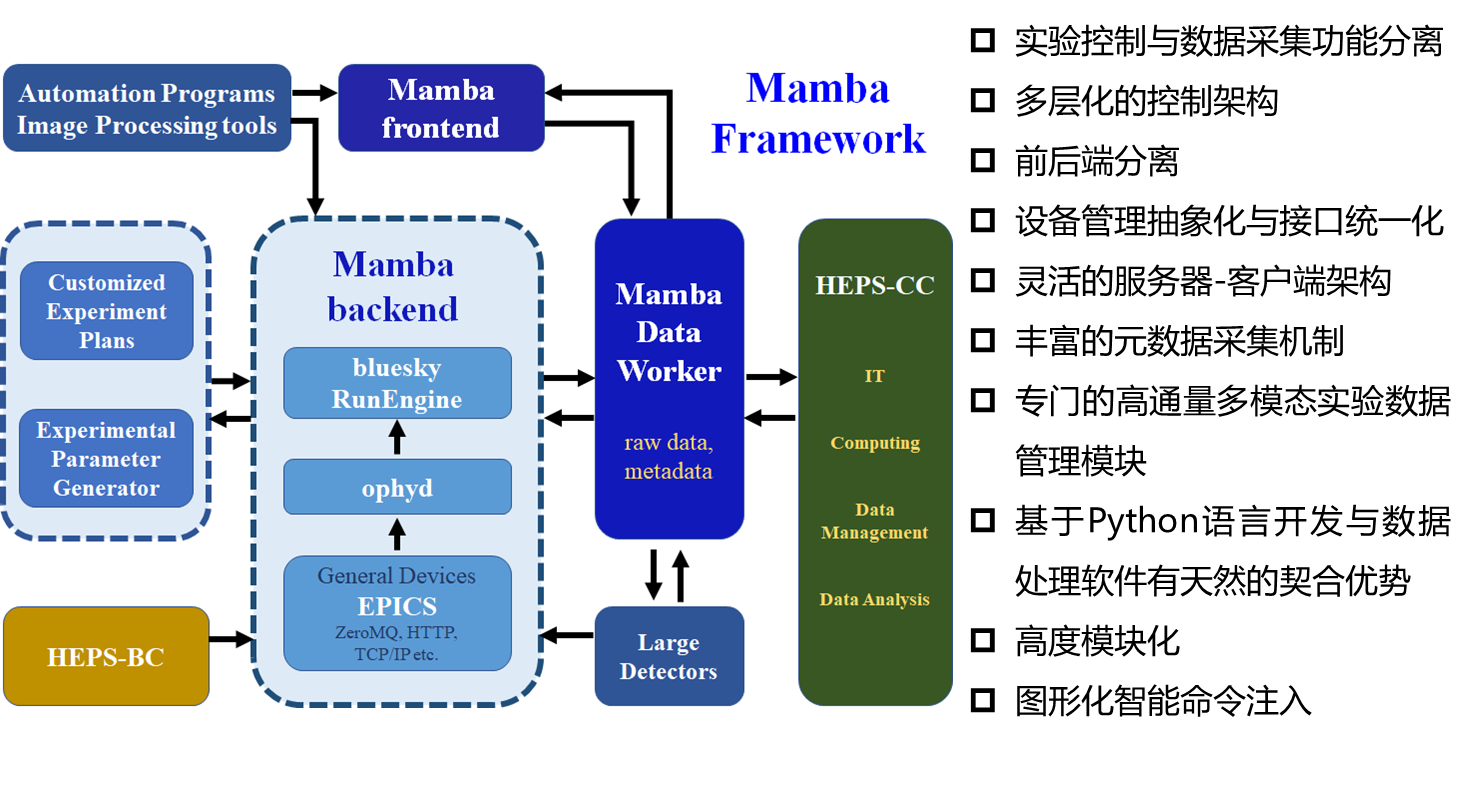 Automation Programs
Image Processing tools
Mamba
frontend
Mamba
Framework
Customized
Experiment
Plans
Experimental
Parameter
Generator
HEPS-BC
Mamba
backend
bluesky
RunEngine
ophyd
General Devices
EPICS
ZeroMQ, HTTP,
TCP/IP etc.
Mamba
Data
Worker
raw data,
metadata
Large
Detectors
HEPS-CC
IT
Computing
Data
Management
Data Analysis
实验控制与数据采集功能分离
多层化的控制架构
前后端分离
设备管理抽象化与接口统一化
灵活的服务器-客户端架构
丰富的元数据采集机制
专门的高通量多模态实验数据
管理模块
基于Python语言开发与数据
处理软件有天然的契合优势
高度模块化
图形化智能命令注入